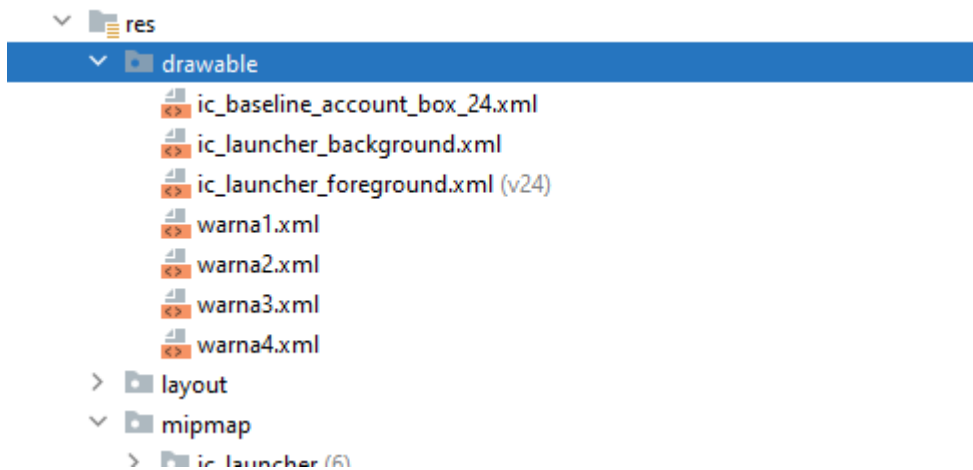 res
drawable
ic_baseline_account_box_24.xml
ic_launcher_background.xml
ic_launcher_foreground.xml (v24)
warna1.xml
warna2.xml
warna3.xml
warna4.xml
layout
mipmap
ic_launcher (6)